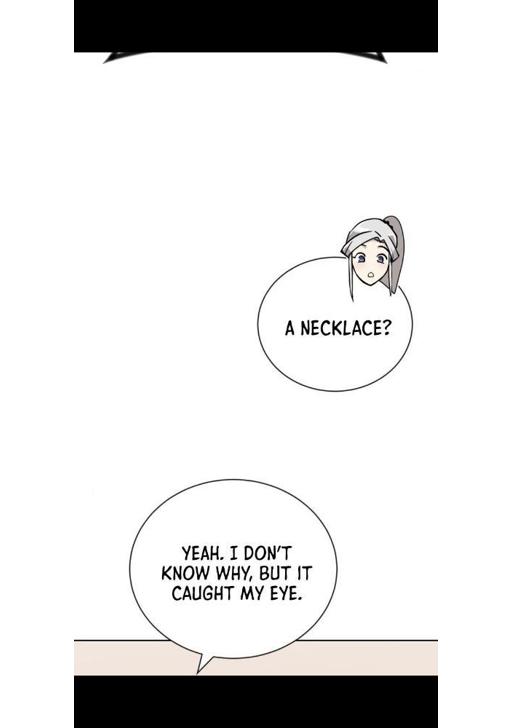 A NECKLACE?
YEAH. I DON'T
KNOW WHY, BUT IT
CAUGHT MY EYE.